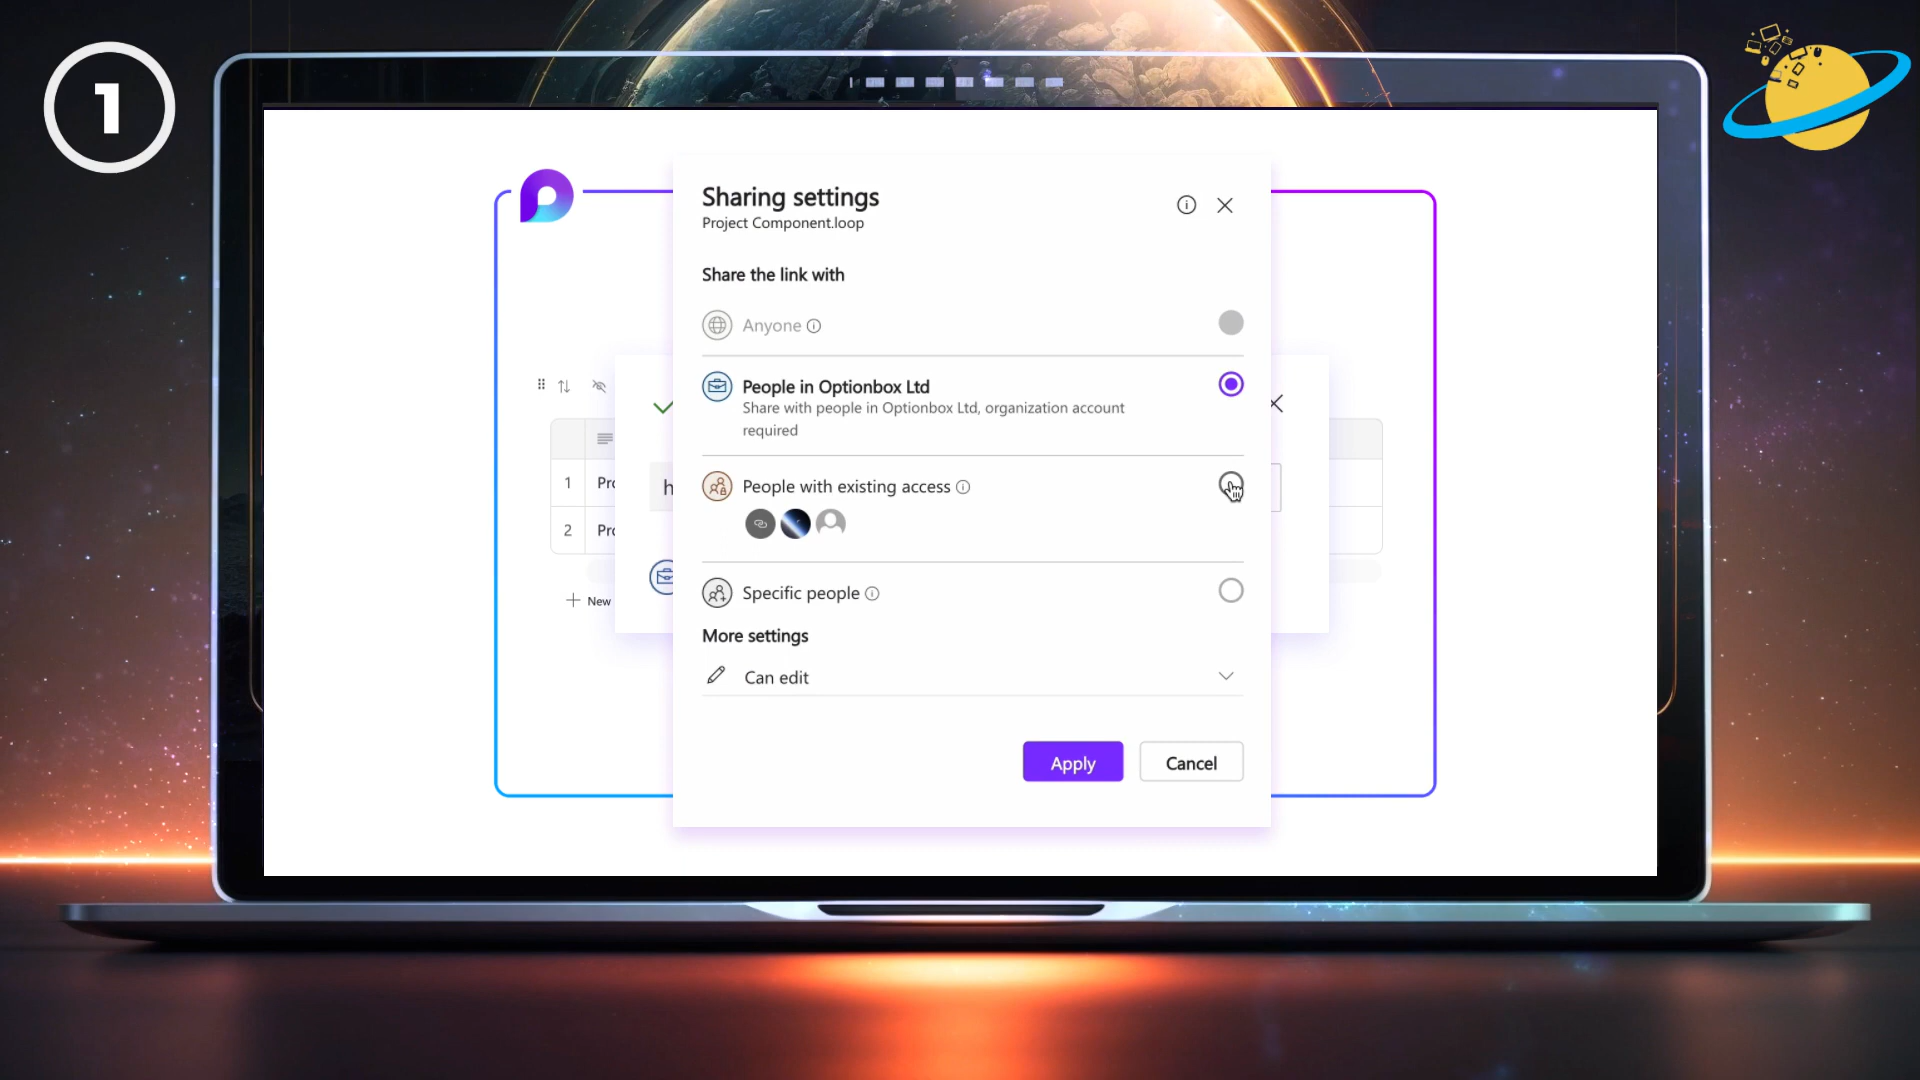 1
Sharing settings
Project Component.loop
Share the link with
Anyone
People in Optionbox Ltd
Share with people in Optionbox Ltd, organization account
required
1
People with existing access
2
Specific people
New
More settings
Can edit
Apply
Cancel